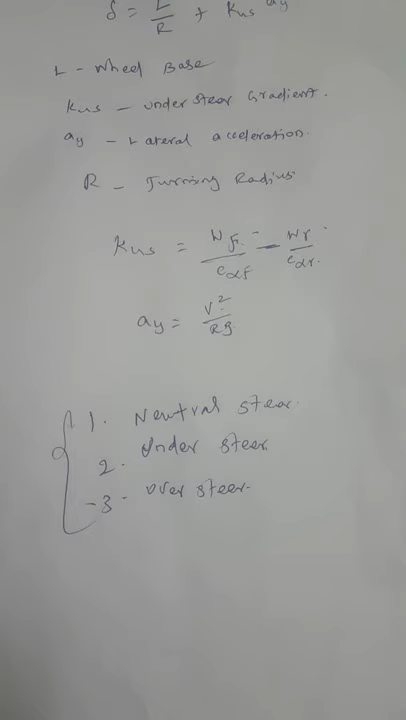 δ = L/R + Kus ay
L - Wheel Base
Kus - under steer Gradient.
ay - Lateral acceleration.
R - Turning Radius
Kus = WF/CαF - Wr/Cαr.
ay = V²/Rg
1. Neutral steer
2. Under steer
-3- over steer.